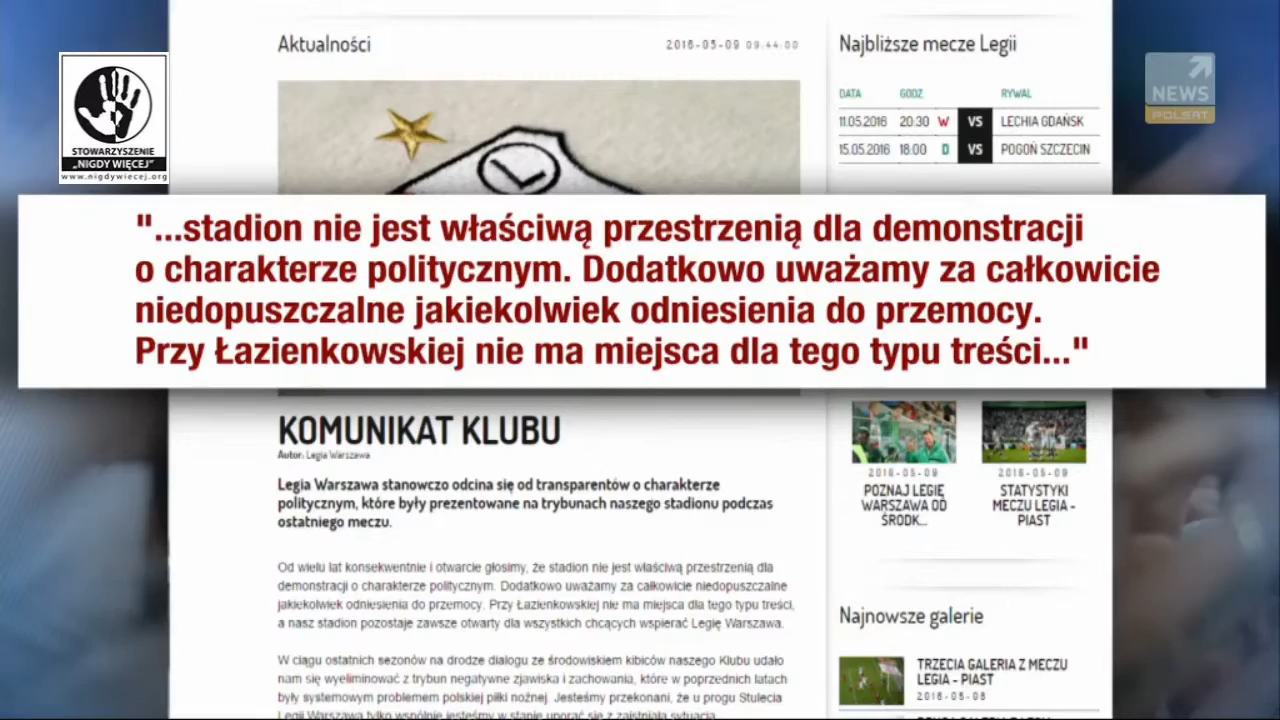 Aktualności
2016-05-09 09:44:00
Najbliższe mecze Legii
NEWS
POLSAT
STOWARZYSZENIE
„NIGDY WIĘCEJ”
www.nigdywiecej.org
DATA GODZ RYWAL
11.05.2016 20:30 W VS LECHIA GDAŃSK
15.05.2016 18:00 D VS POGOŃ SZCZECIN
"...stadion nie jest właściwą przestrzenią dla demonstracji
o charakterze politycznym. Dodatkowo uważamy za całkowicie
niedopuszczalne jakiekolwiek odniesienia do przemocy.
Przy Łazienkowskiej nie ma miejsca dla tego typu treści..."
KOMUNIKAT KLUBU
Autor: Legia Warszawa
Legia Warszawa stanowczo odcina się od transparentów o charakterze
politycznym, które były prezentowane na trybunach naszego stadionu podczas
ostatniego meczu.
Od wielu lat konsekwentnie i otwarcie głosimy, że stadion nie jest właściwą przestrzenią dla
demonstracji o charakterze politycznym. Dodatkowo uważamy za całkowicie niedopuszczalne
jakiekolwiek odniesienia do przemocy. Przy Łazienkowskiej nie ma miejsca dla tego typu treści,
a nasz stadion pozostaje zawsze otwarty dla wszystkich chcących wspierać Legię Warszawa.
W ciągu ostatnich sezonów na drodze dialogu ze środowiskiem kibiców naszego Klubu udało
nam się wyeliminować z trybun negatywne zjawiska i zachowania, które w poprzednich latach
były systemowym problemem polskiej piłki nożnej. Jesteśmy przekonani, że u progu Stulecia
Legii Warszawa tylko wspólnie jesteśmy w stanie uporać się z zaistniałą sytuacją.
2016-05-09
POZNAJ LEGIĘ
WARSZAWA OD
ŚRODK...
2016-05-09
STATYSTYKI
MECZU LEGIA -
PIAST
Najnowsze galerie
TRZECIA GALERIA Z MECZU
LEGIA - PIAST
2016-05-08